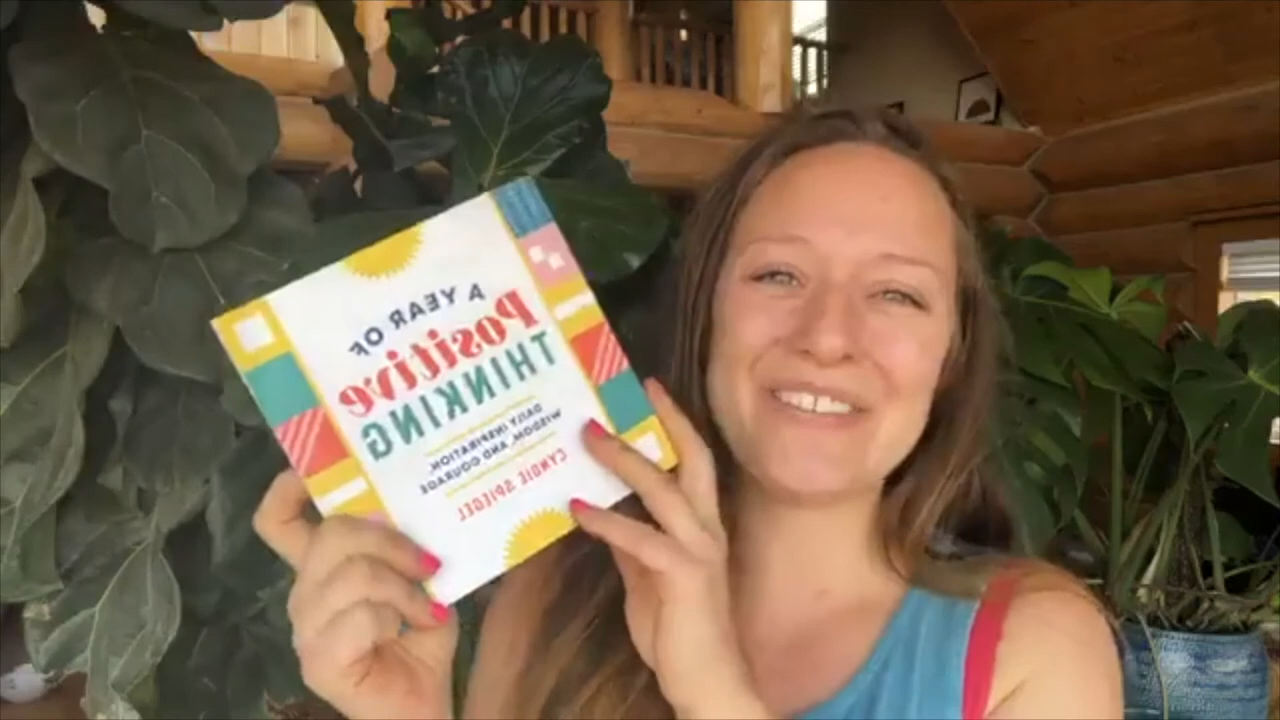 A YEAR OF
Positive
THINKING
DAILY INSPIRATION,
WISDOM, AND COURAGE
CYNDIE SPIEGEL